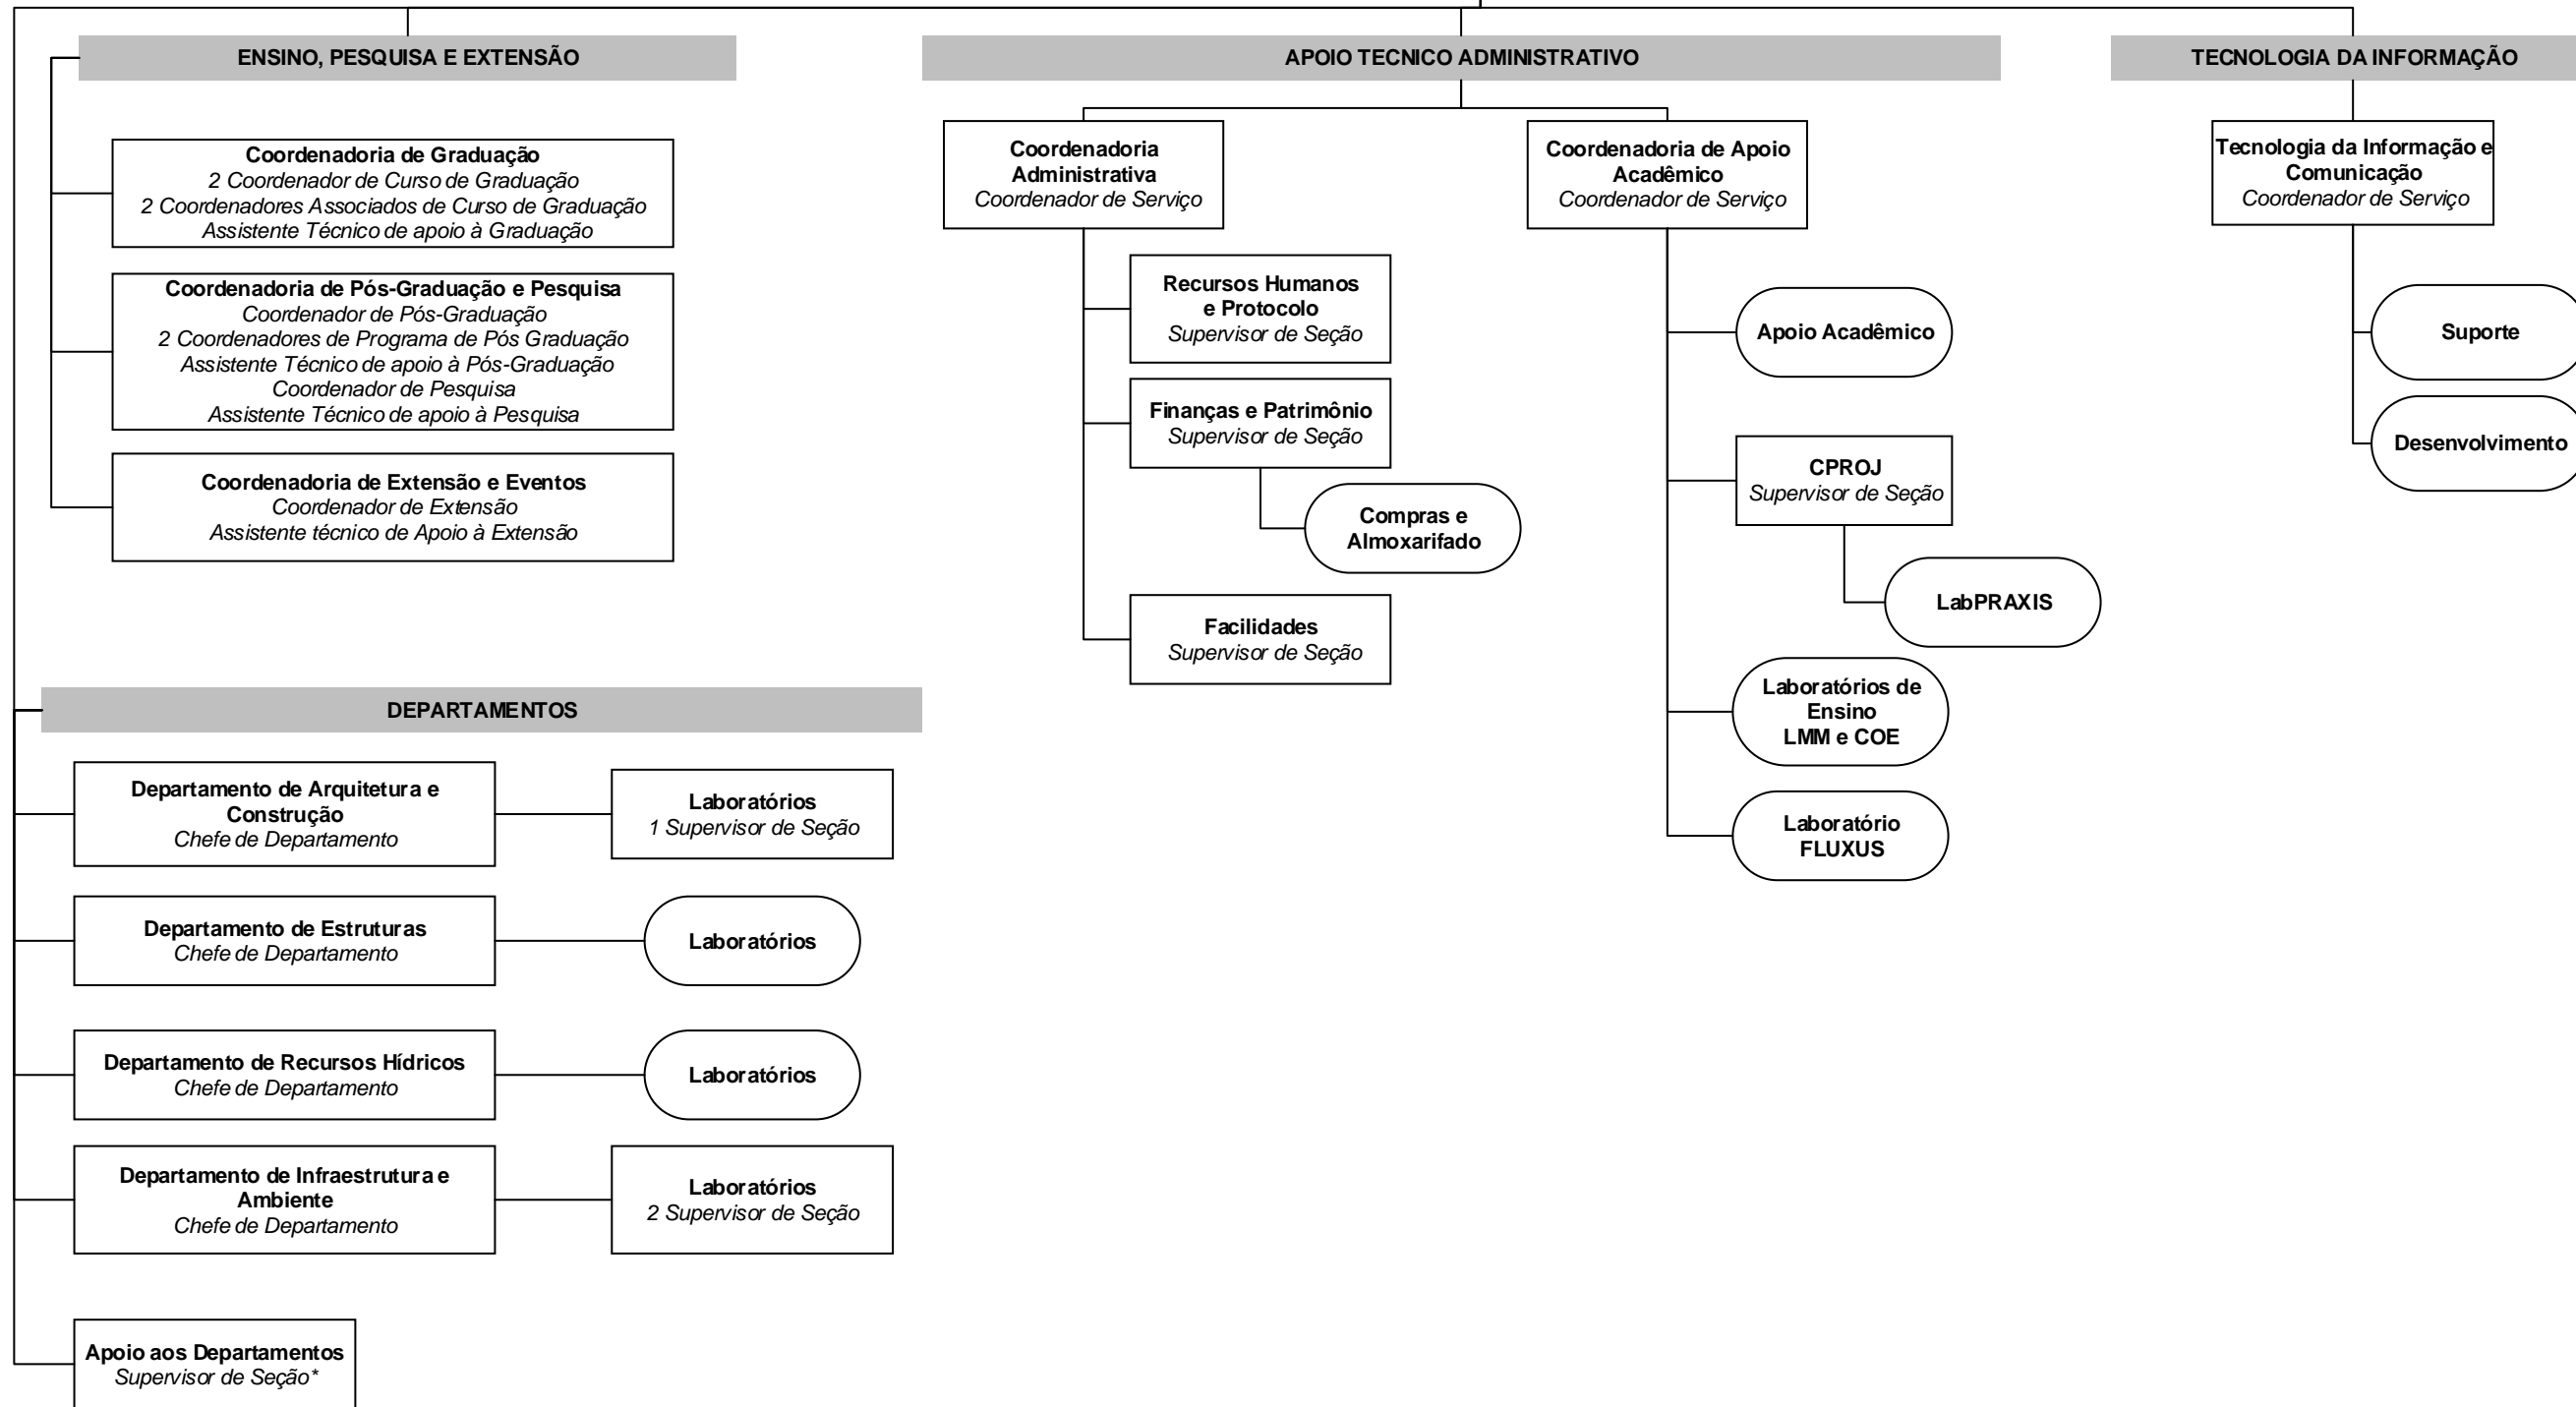 ENSINO, PESQUISA E EXTENSÃO
Coordenadoria de Graduação
2 Coordenador de Curso de Graduação
2 Coordenadores Associados de Curso de Graduação
Assistente Técnico de apoio à Graduação
Coordenadoria de Pós-Graduação e Pesquisa
Coordenador de Pós-Graduação
2 Coordenadores de Programa de Pós Graduação
Assistente Técnico de apoio à Pós-Graduação
Coordenador de Pesquisa
Assistente Técnico de apoio à Pesquisa
Coordenadoria de Extensão e Eventos
Coordenador de Extensão
Assistente técnico de Apoio à Extensão
APOIO TECNICO ADMINISTRATIVO
Coordenadoria
Administrativa
Coordenador de Serviço
Recursos Humanos
e Protocolo
Supervisor de Seção
Finanças e Patrimônio
Supervisor de Seção
Compras e
Almoxarifado
Facilidades
Supervisor de Seção
Coordenadoria de Apoio
Acadêmico
Coordenador de Serviço
Apoio Acadêmico
CPROJ
Supervisor de Seção
LabPRAXIS
Laboratórios de
Ensino
LMM e COE
Laboratório
FLUXUS
TECNOLOGIA DA INFORMAÇÃO
Tecnologia da Informação e
Comunicação
Coordenador de Serviço
Suporte
Desenvolvimento
DEPARTAMENTOS
Departamento de Arquitetura e
Construção
Chefe de Departamento
Laboratórios
1 Supervisor de Seção
Departamento de Estruturas
Chefe de Departamento
Laboratórios
Departamento de Recursos Hídricos
Chefe de Departamento
Laboratórios
Departamento de Infraestrutura e
Ambiente
Chefe de Departamento
Laboratórios
2 Supervisor de Seção
Apoio aos Departamentos
Supervisor de Seção*